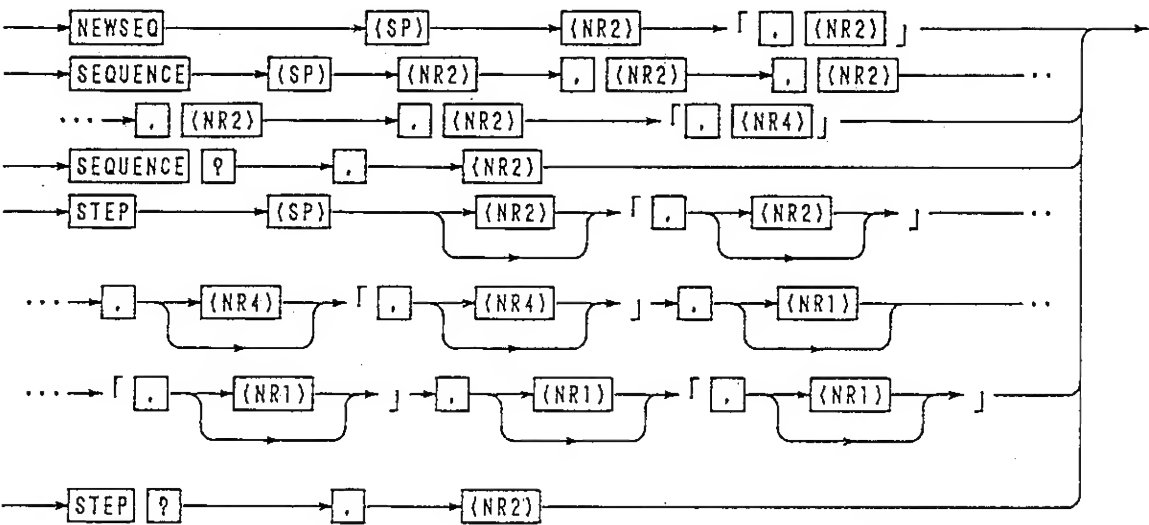 NEWSEQ (SP) (NR2) 「 , (NR2) 」
SEQUENCE (SP) (NR2) , (NR2) , (NR2) ··
··· , (NR2) , (NR2) 「 , (NR4) 」
SEQUENCE ? , (NR2)
STEP (SP) (NR2) 「 , (NR2) 」 ··
··· , (NR4) 「 , (NR4) 」 , (NR1) ··
··· 「 , (NR1) 」 , (NR1) 「 , (NR1) 」
STEP ? , (NR2)